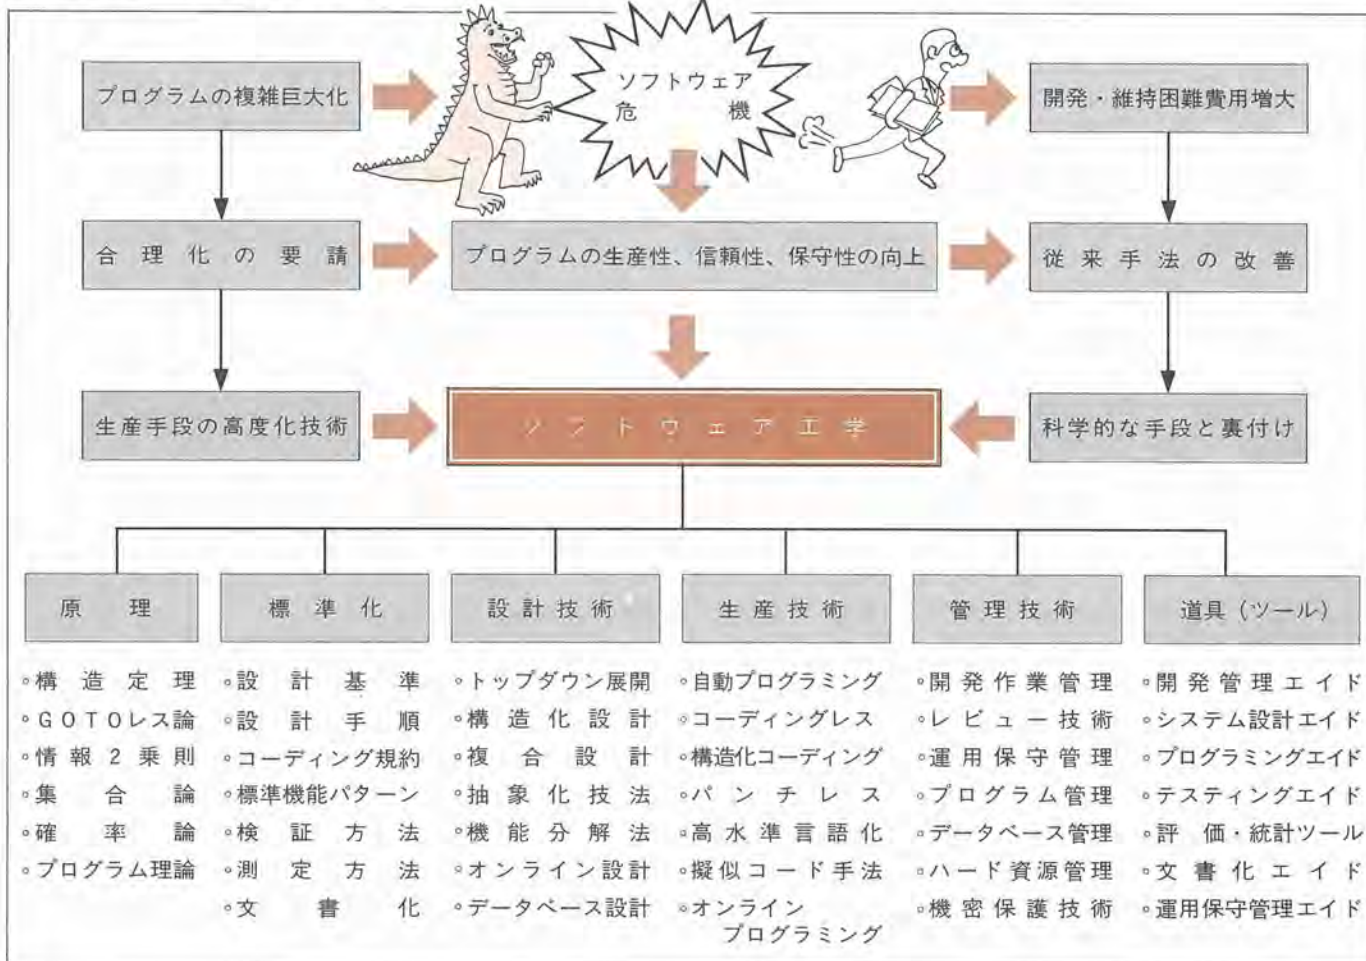 プログラムの複雑巨大化
ソフトウェア
危機
開発・維持困難費用増大
合理化の要請
プログラムの生産性、信頼性、保守性の向上
従来手法の改善
生産手段の高度化技術
ソフトウェア工学
科学的な手段と裏付け
原理
標準化
設計技術
生産技術
管理技術
道具(ツール)
◦構造定理
◦GOTOレス論
◦情報2乗則
◦集合論
◦確率論
◦プログラム理論
◦設計基準
◦設計手順
◦コーディング規約
◦標準機能パターン
◦検証方法
◦測定方法
◦文書化
◦トップダウン展開
◦構造化設計
◦複合設計
◦抽象化技法
◦機能分解法
◦オンライン設計
◦データベース設計
◦自動プログラミング
◦コーディングレス
◦構造化コーディング
◦パンチレス
◦高水準言語化
◦擬似コード手法
◦オンライン
プログラミング
◦開発作業管理
◦レビュー技術
◦運用保守管理
◦プログラム管理
◦データベース管理
◦ハード資源管理
◦機密保護技術
◦開発管理エイド
◦システム設計エイド
◦プログラミングエイド
◦テスティングエイド
◦評価・統計ツール
◦文書化エイド
◦運用保守管理エイド